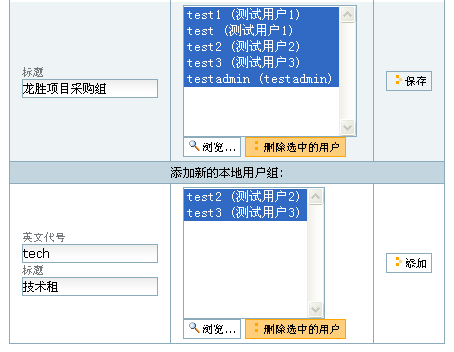 标题
龙胜项目采购组
test1 (测试用户1)
test (测试用户1)
test2 (测试用户2)
test3 (测试用户3)
testadmin (testadmin)
浏览...
删除选中的用户
保存
添加新的本地用户组:
英文代号
tech
标题
技术租
test2 (测试用户2)
test3 (测试用户3)
浏览...
删除选中的用户
添加